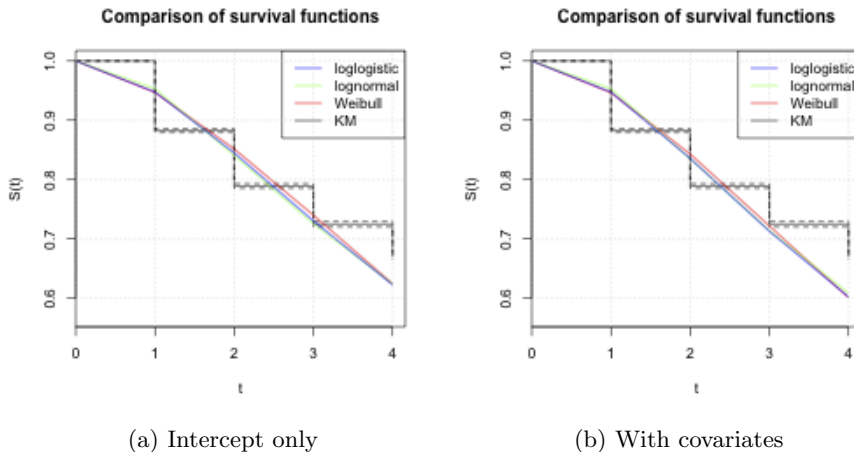 Comparison of survival functions
loglogistic
lognormal
Weibull
KM
S(t)
1.0
0.9
0.8
0.7
0.6
0 1 2 3 4
t
(a) Intercept only
Comparison of survival functions
loglogistic
lognormal
Weibull
KM
S(t)
1.0
0.9
0.8
0.7
0.6
0 1 2 3 4
t
(b) With covariates